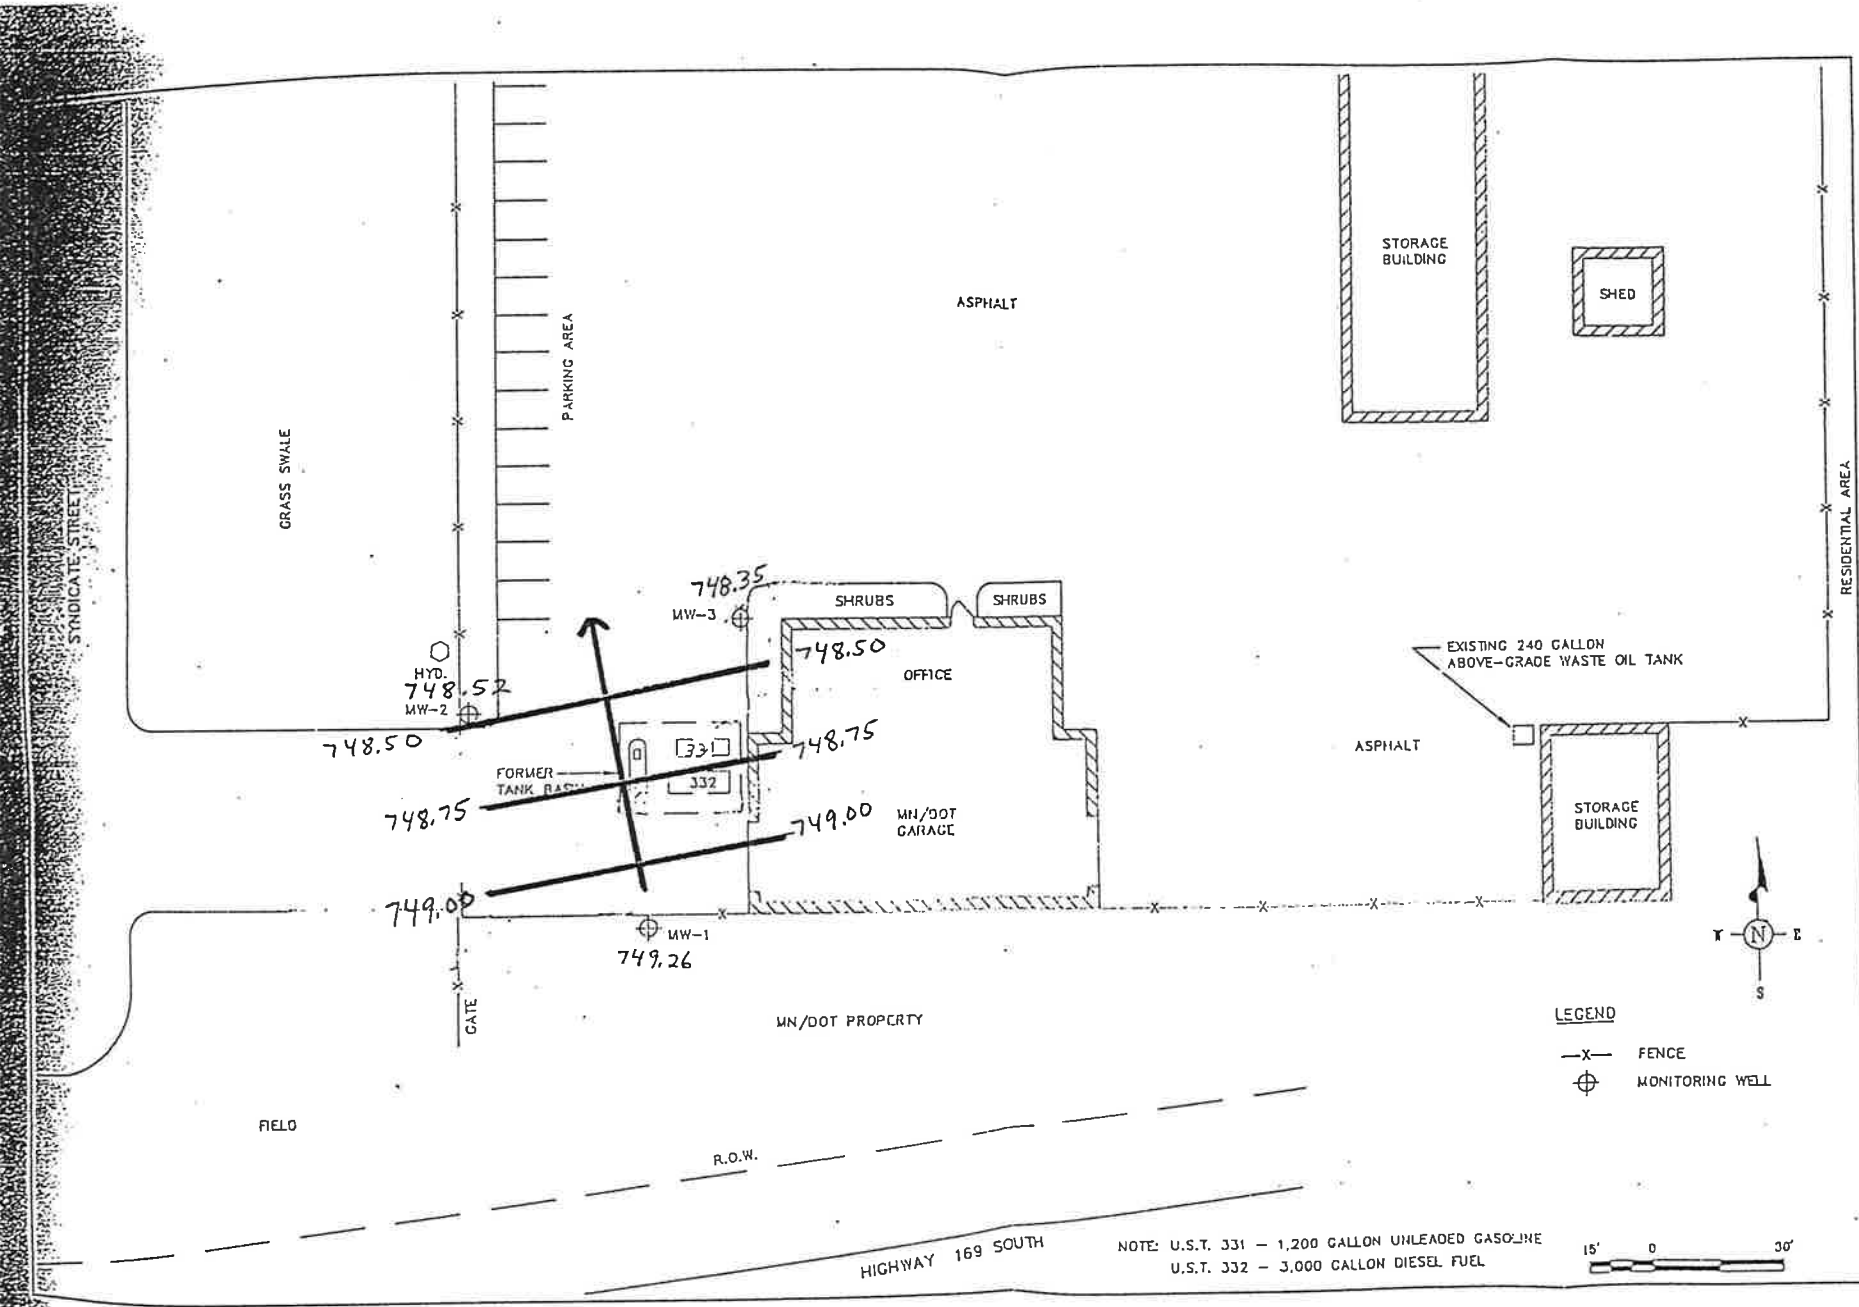 STORAGE
BUILDING
SHED
ASPHALT
PARKING AREA
GRASS SWALE
SYNDICATE STREET
RESIDENTIAL AREA
748.35
MW-3
SHRUBS
SHRUBS
HYD.
748.52
MW-2
748.50
748.50
OFFICE
EXISTING 240 GALLON
ABOVE-GRADE WASTE OIL TANK
331
748.75
ASPHALT
FORMER
TANK
332
748.75
749.00
MN/DOT
GARAGE
STORAGE
BUILDING
749.00
MW-1
749.26
N
E
S
GATE
MN/DOT PROPERTY
LEGEND
—X— FENCE
MONITORING WELL
FIELD
R.O.W.
HIGHWAY 169 SOUTH
NOTE: U.S.T. 331 — 1,200 GALLON UNLEADED GASOLINE
U.S.T. 332 — 3,000 GALLON DIESEL FUEL
15' 0 30'